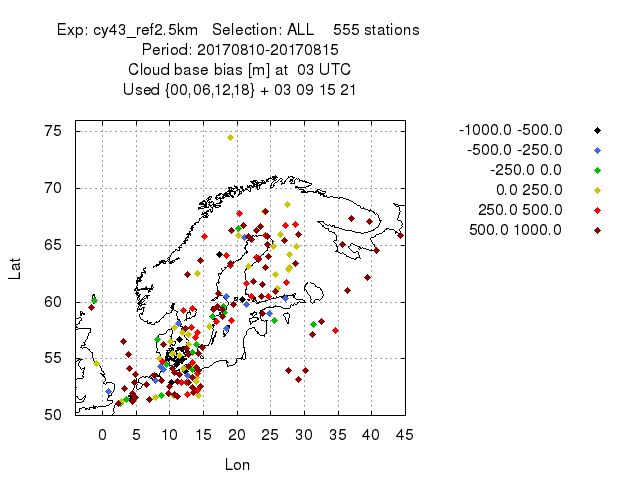 Exp: cy43_ref2.5km   Selection: ALL    555 stations
Period: 20170810-20170815
Cloud base bias [m] at  03 UTC
Used {00,06,12,18} + 03 09 15 21
-1000.0 -500.0
-500.0 -250.0
-250.0 0.0
0.0 250.0
250.0 500.0
500.0 1000.0
75
70
65
60
55
50
Lat
0 5 10 15 20 25 30 35 40 45
Lon